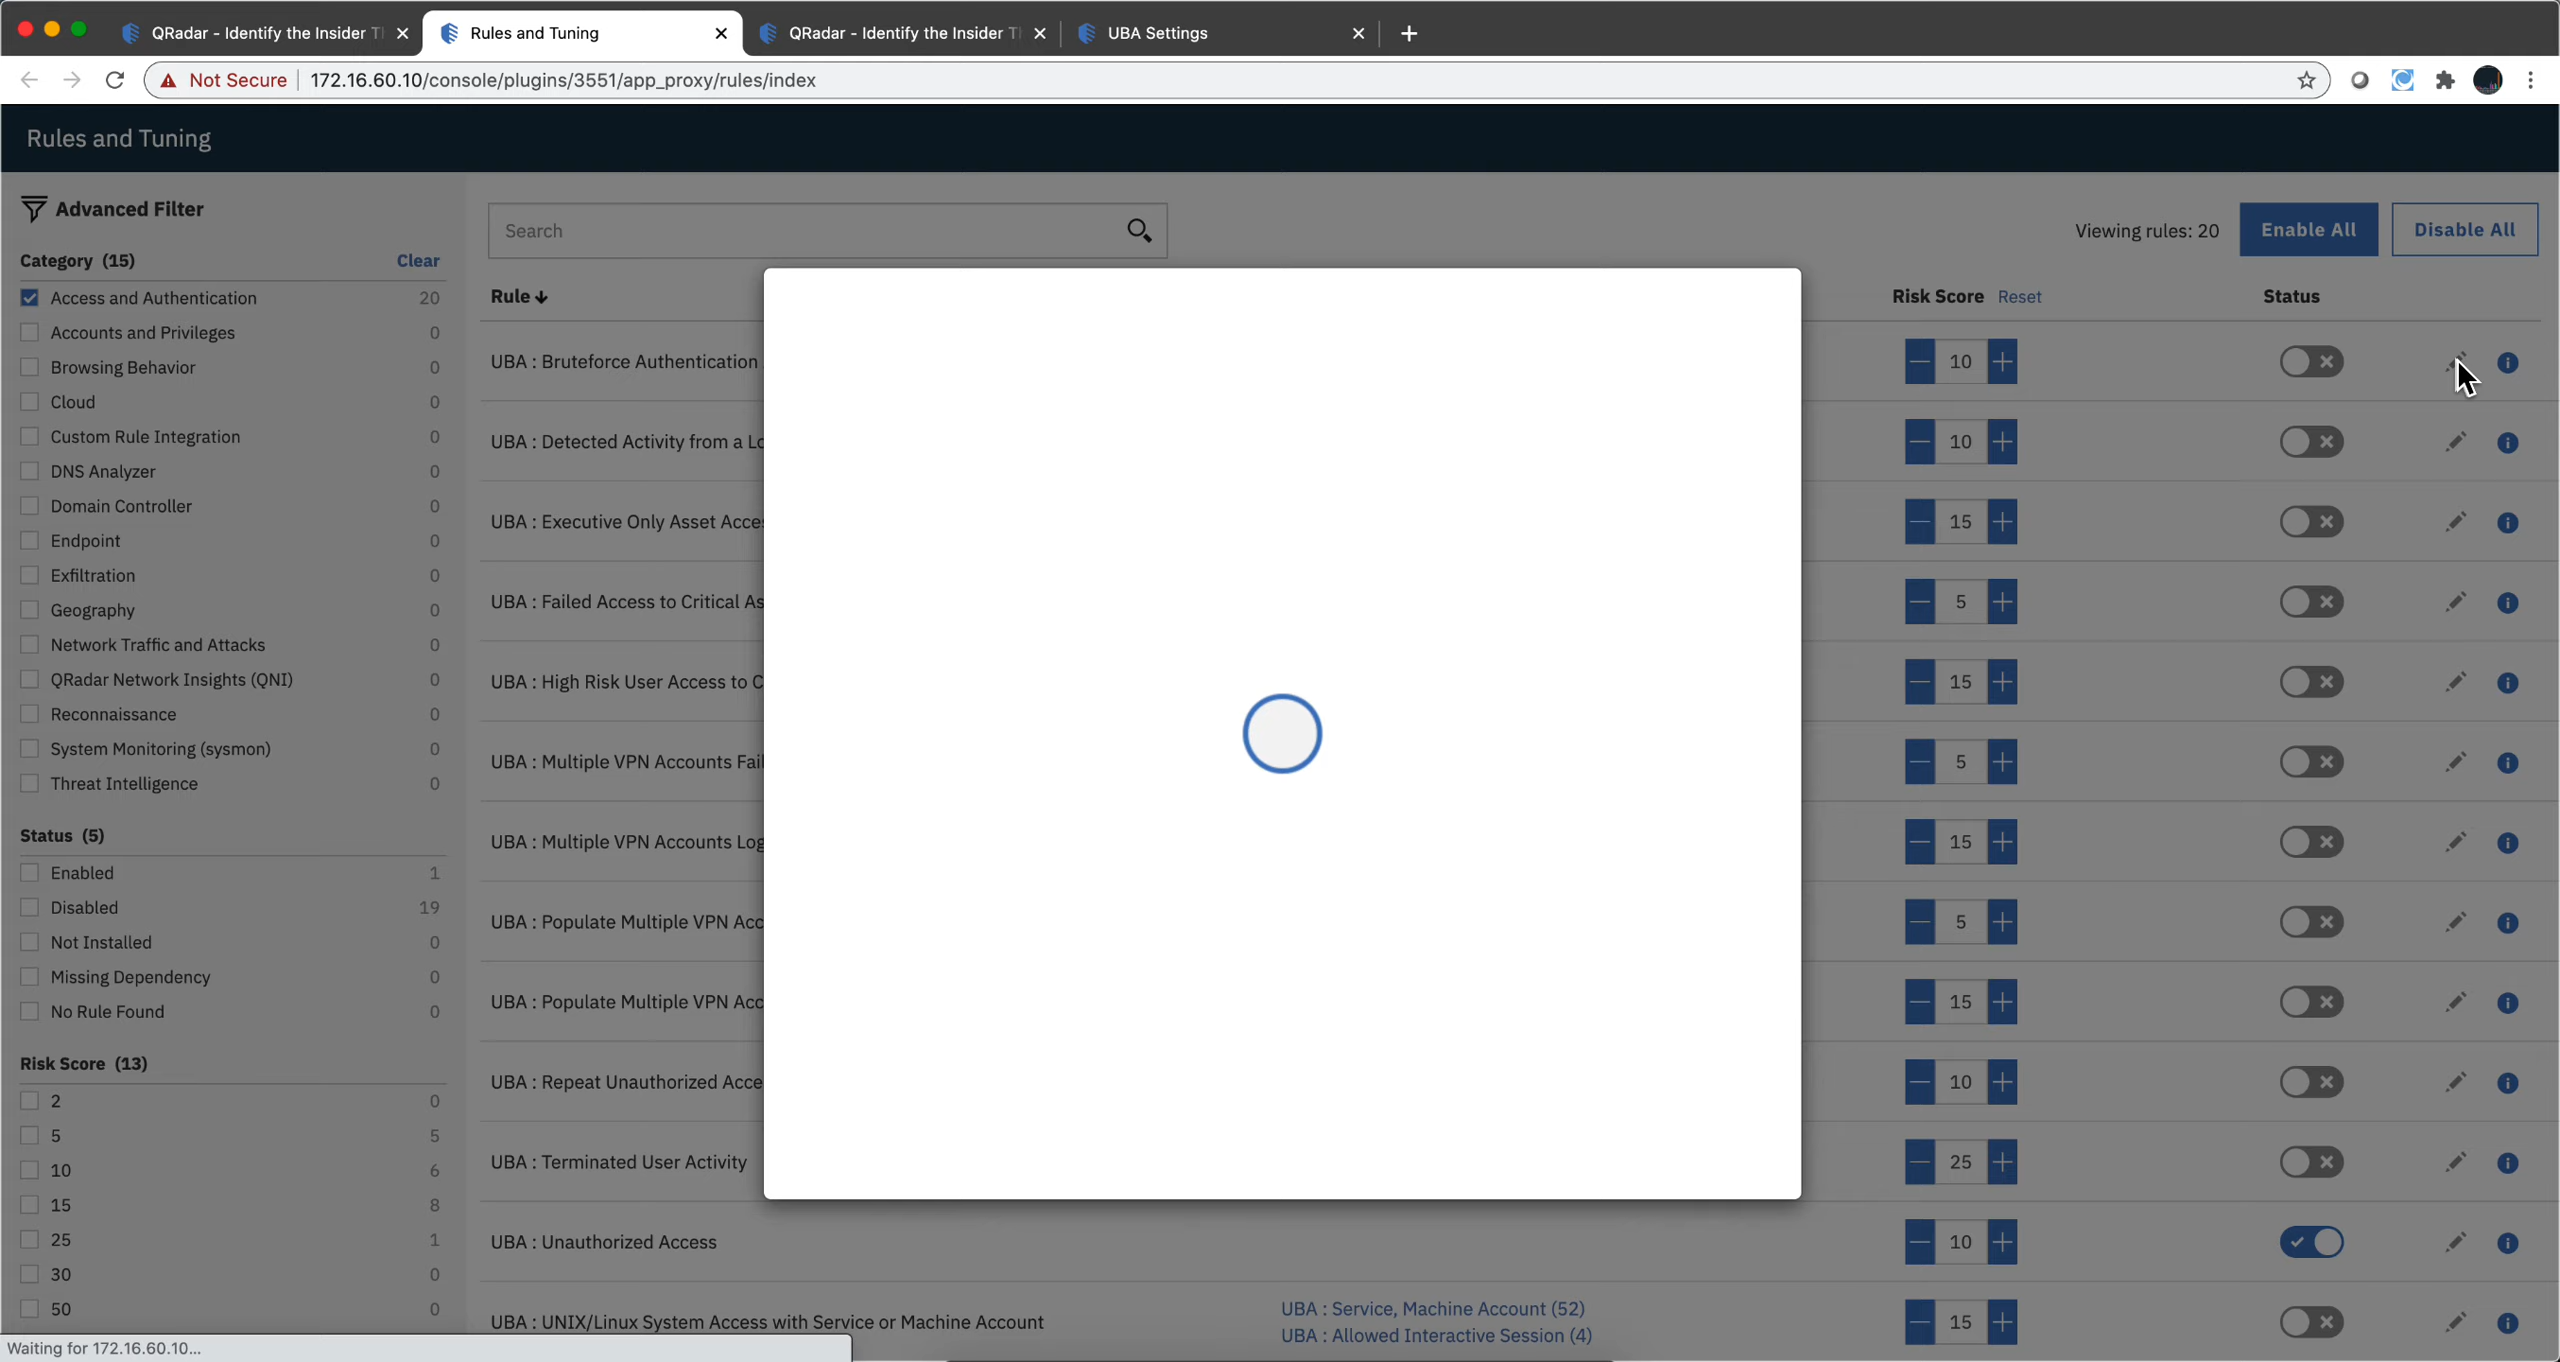 QRadar - Identify the Insider T
Rules and Tuning
QRadar - Identify the Insider T
UBA Settings
Not Secure
172.16.60.10/console/plugins/3551/app_proxy/rules/index
Rules and Tuning
Advanced Filter
Category (15)
Clear
Access and Authentication 20
Accounts and Privileges 0
Browsing Behavior 0
Cloud 0
Custom Rule Integration 0
DNS Analyzer 0
Domain Controller 0
Endpoint 0
Exfiltration 0
Geography 0
Network Traffic and Attacks 0
QRadar Network Insights (QNI) 0
Reconnaissance 0
System Monitoring (sysmon) 0
Threat Intelligence 0
Status (5)
Enabled 1
Disabled 19
Not Installed 0
Missing Dependency 0
No Rule Found 0
Risk Score (13)
2 0
5 5
10 6
15 8
25 1
30 0
50 0
Waiting for 172.16.60.10...
Search
Viewing rules: 20
Enable All
Disable All
Rule
Risk Score Reset
Status
UBA : Bruteforce Authentication
10
UBA : Detected Activity from a Lo
10
UBA : Executive Only Asset Acce
15
UBA : Failed Access to Critical As
5
UBA : High Risk User Access to C
15
UBA : Multiple VPN Accounts Fail
5
UBA : Multiple VPN Accounts Log
15
UBA : Populate Multiple VPN Acc
5
UBA : Populate Multiple VPN Acc
15
UBA : Repeat Unauthorized Acce
10
UBA : Terminated User Activity
25
UBA : Unauthorized Access
10
UBA : UNIX/Linux System Access with Service or Machine Account
UBA : Service, Machine Account (52)
UBA : Allowed Interactive Session (4)
15